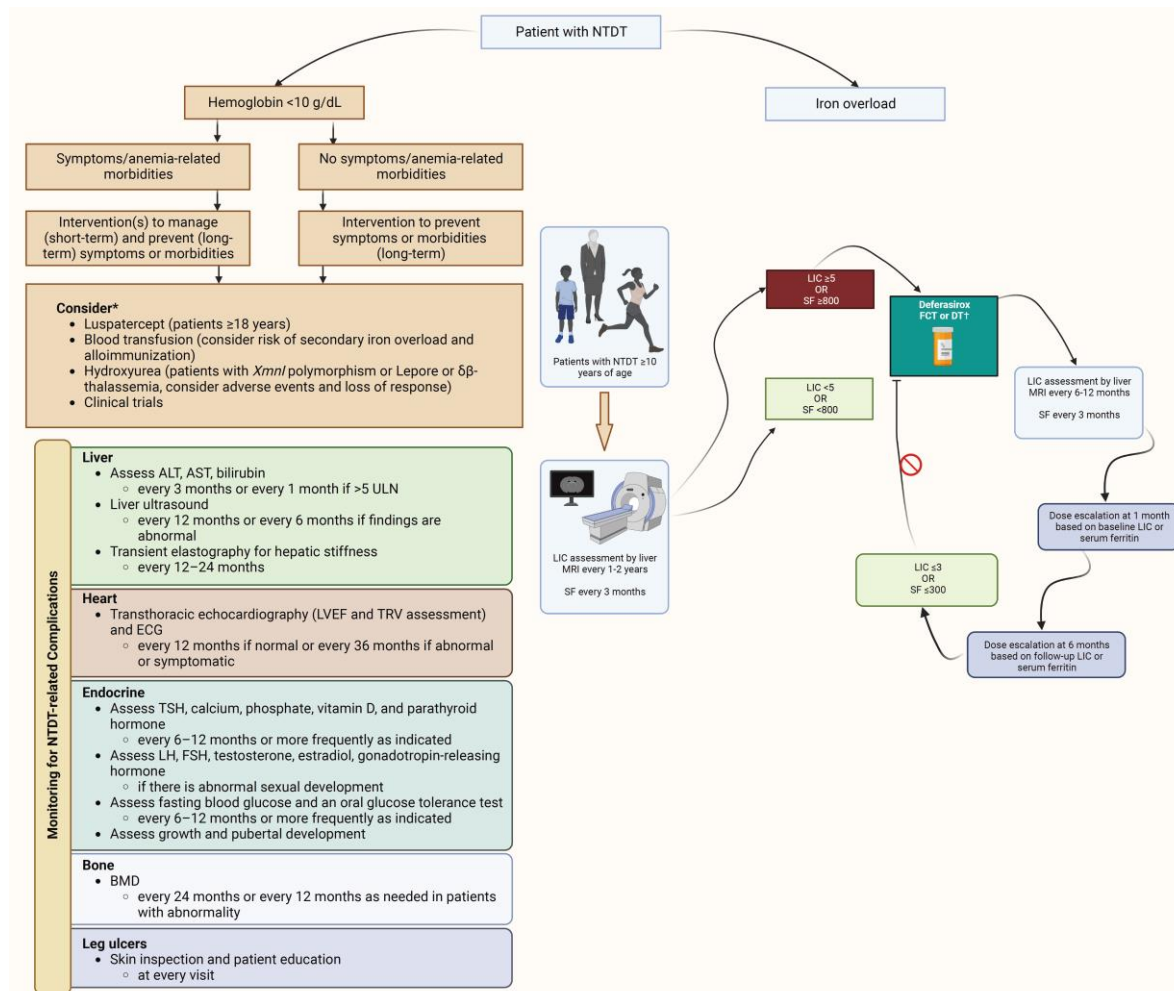 Patient with NTDT
Hemoglobin <10 g/dL
Iron overload
Symptoms/anemia-related
morbidities
No symptoms/anemia-related
morbidities
Intervention(s) to manage
(short-term) and prevent (long-
term) symptoms or morbidities
Intervention to prevent
symptoms or morbidities
(long-term)
Consider*
• Luspatercept (patients ≥18 years)
• Blood transfusion (consider risk of secondary iron overload and
alloimmunization)
• Hydroxyurea (patients with XmnI polymorphism or Lepore or δβ-
thalassemia, consider adverse events and loss of response)
• Clinical trials
Monitoring for NTDT-related Complications
Liver
• Assess ALT, AST, bilirubin
○ every 3 months or every 1 month if >5 ULN
• Liver ultrasound
○ every 12 months or every 6 months if findings are
abnormal
• Transient elastography for hepatic stiffness
○ every 12–24 months
Heart
• Transthoracic echocardiography (LVEF and TRV assessment)
and ECG
○ every 12 months if normal or every 36 months if abnormal
or symptomatic
Endocrine
• Assess TSH, calcium, phosphate, vitamin D, and parathyroid
hormone
○ every 6–12 months or more frequently as indicated
• Assess LH, FSH, testosterone, estradiol, gonadotropin-releasing
hormone
○ if there is abnormal sexual development
• Assess fasting blood glucose and an oral glucose tolerance test
○ every 6–12 months or more frequently as indicated
• Assess growth and pubertal development
Bone
• BMD
○ every 24 months or every 12 months as needed in patients
with abnormality
Leg ulcers
• Skin inspection and patient education
○ at every visit
Patients with NTDT ≥10
years of age
LIC assessment by liver
MRI every 1-2 years
SF every 3 months
LIC ≥5
OR
SF ≥800
LIC <5
OR
SF <800
Deferasirox
FCT or DT†
LIC assessment by liver
MRI every 6-12 months
SF every 3 months
Dose escalation at 1 month
based on baseline LIC or
serum ferritin
Dose escalation at 6 months
based on follow-up LIC or
serum ferritin
LIC ≤3
OR
SF ≤300